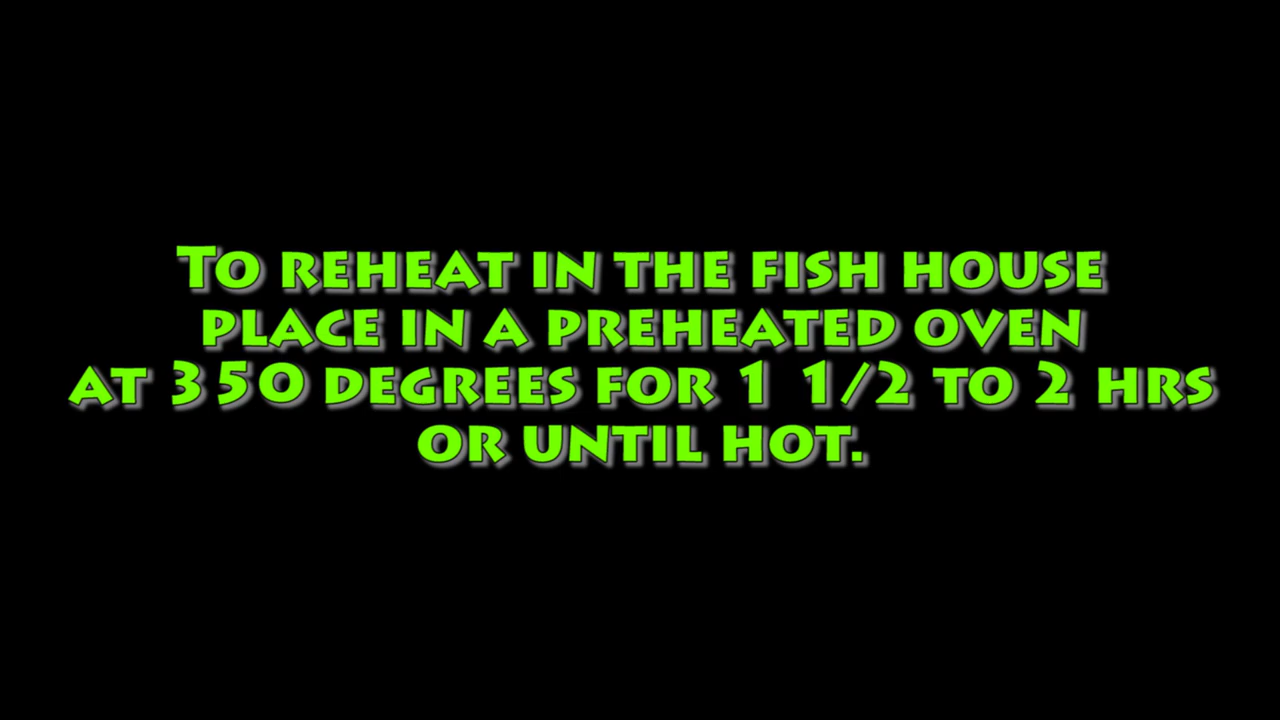 To reheat in the fish house
place in a preheated oven
at 350 degrees for 1 1/2 to 2 hrs
or until hot.